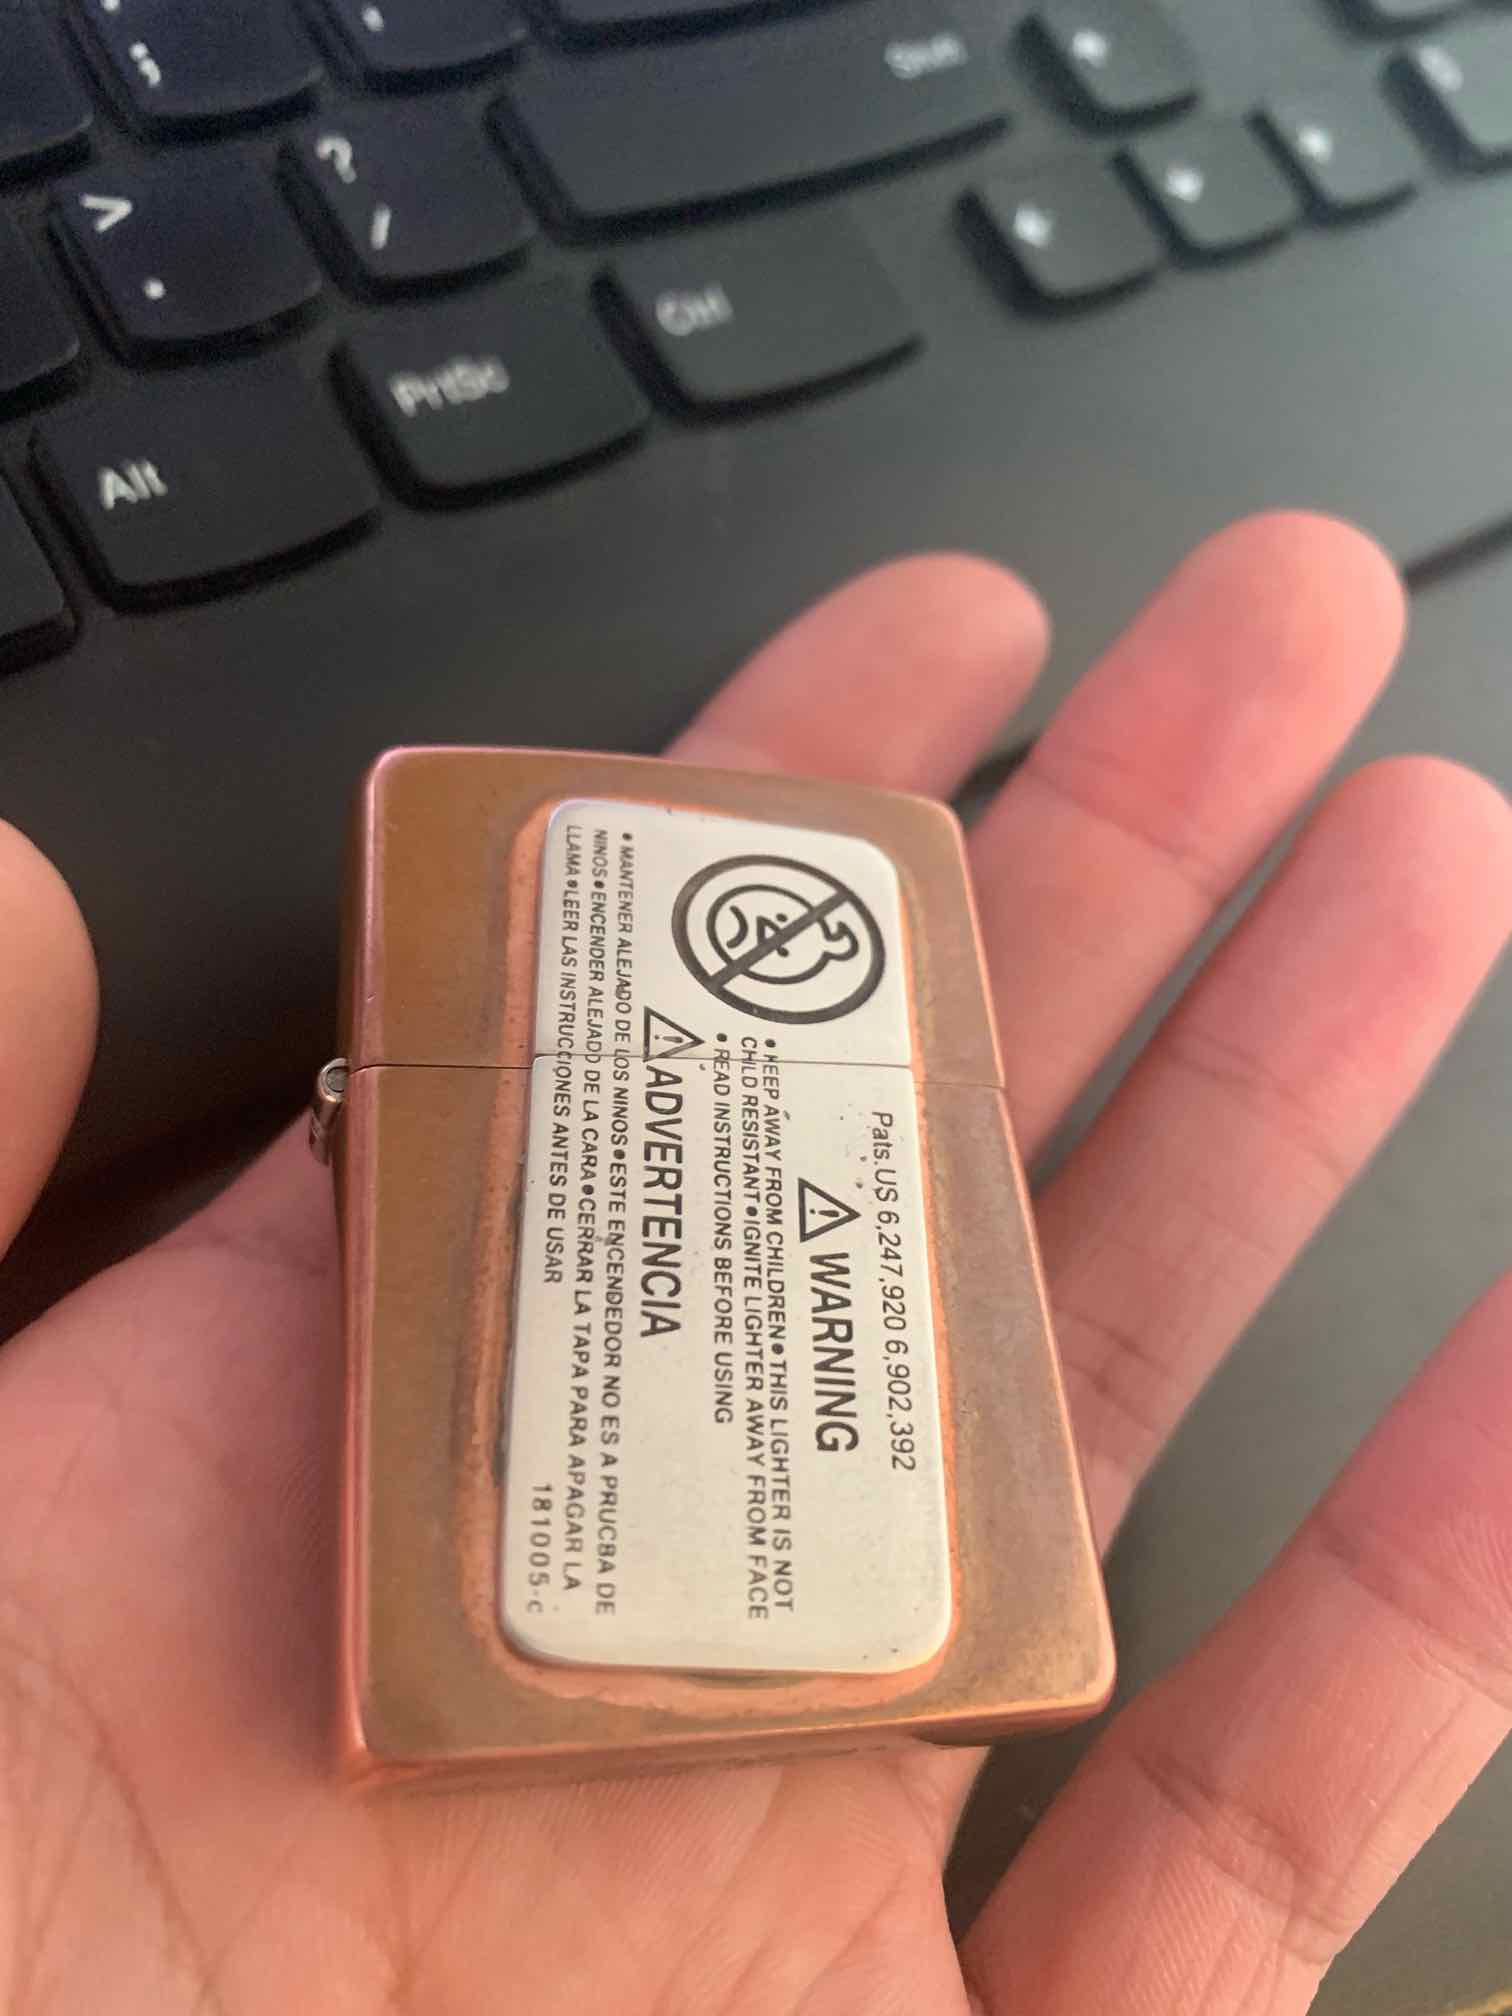 Shift
?
/
>
.
Ctrl
PrtSc
Alt
Pats.US 6,247,920 6,902,392
⚠ WARNING
•KEEP AWAY FROM CHILDREN•THIS LIGHTER IS NOT
CHILD RESISTANT•IGNITE LIGHTER AWAY FROM FACE
•READ INSTRUCTIONS BEFORE USING
⚠ ADVERTENCIA
•MANTENER ALEJADO DE LOS NINOS•ESTE ENCENDEDOR NO ES A PRUCBA DE
NINOS•ENCENDER ALEJADO DE LA CARA•CERRAR LA TAPA PARA APAGAR LA
LLAMA•LEER LAS INSTRUCCIONES ANTES DE USAR
181005-c